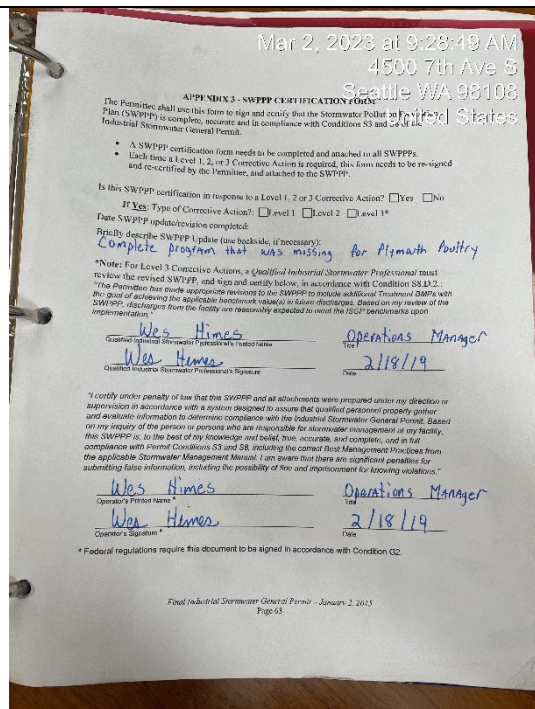 Mar 2, 2023 at 9:28:49 AM
4500 7th Ave S
Seattle WA 98108
United States
APPENDIX 3 - SWPPP CERTIFICATION FORM
The Permittee shall use this form to sign and certify that the Stormwater Pollution Prevention
Plan (SWPPP) is complete, accurate and in compliance with Conditions S3 and S8 of the
Industrial Stormwater General Permit.
• A SWPPP certification form needs to be completed and attached to all SWPPPs.
• Each time a Level 1, 2, or 3 Corrective Action is required, this form needs to be re-signed
and re-certified by the Permittee, and attached to the SWPPP.
Is this SWPPP certification in response to a Level 1, 2 or 3 Corrective Action? ☐Yes ☐No
If Yes: Type of Corrective Action?: ☐Level 1 ☐Level 2 ☐Level 3*
Date SWPPP update/revision completed:
Briefly describe SWPPP Update (use backside, if necessary):
Complete program that was missing for Plymouth Poultry
*Note: For Level 3 Corrective Actions, a Qualified Industrial Stormwater Professional must
review the revised SWPPP, and sign and certify below, in accordance with Condition S8.D.2.:
"The Permittee has made appropriate revisions to the SWPPP to include additional Treatment BMPs with
the goal of achieving the applicable benchmark value(s) in future discharges. Based on my review of the
SWPPP, discharges from the facility are reasonably expected to meet the ISGP benchmarks upon
implementation."
Wes Himes Operations Manager
Qualified Industrial Stormwater Professional's Printed Name Title
Wes Himes 2/18/19
Qualified Industrial Stormwater Professional's Signature Date
"I certify under penalty of law that this SWPPP and all attachments were prepared under my direction or
supervision in accordance with a system designed to assure that qualified personnel properly gather
and evaluate information to determine compliance with the Industrial Stormwater General Permit. Based
on my inquiry of the person or persons who are responsible for stormwater management at my facility,
this SWPPP is, to the best of my knowledge and belief, true, accurate, and complete, and in full
compliance with Permit Conditions S3 and S8, including the correct Best Management Practices from
the applicable Stormwater Management Manual. I am aware that there are significant penalties for
submitting false information, including the possibility of fine and imprisonment for knowing violations."
Wes Himes Operations Manager
Operator's Printed Name * Title
Wes Himes 2/18/19
Operator's Signature * Date
* Federal regulations require this document to be signed in accordance with Condition G2.
Final Industrial Stormwater General Permit – January 2, 2015
Page 63